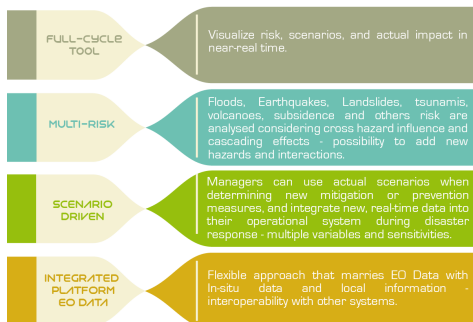 FULL-CYCLE
TOOL
Visualize risk, scenarios, and actual impact in
near-real time.
MULTI-RISK
Floods, Earthquakes, Landslides, tsunamis,
volcanoes, subsidence and others risk are
analysed considering cross hazard influence and
cascading effects - possibility to add new
hazards and interactions.
SCENARIO
DRIVEN
Managers can use actual scenarios when
determining new mitigation or prevention
measures, and integrate new, real-time data into
their operational system during disaster
response - multiple variables and sensitivities.
INTEGRATED
PLATFORM
EO DATA
Flexible approach that marries EO Data with
In-situ data and local information -
interoperability with other systems.